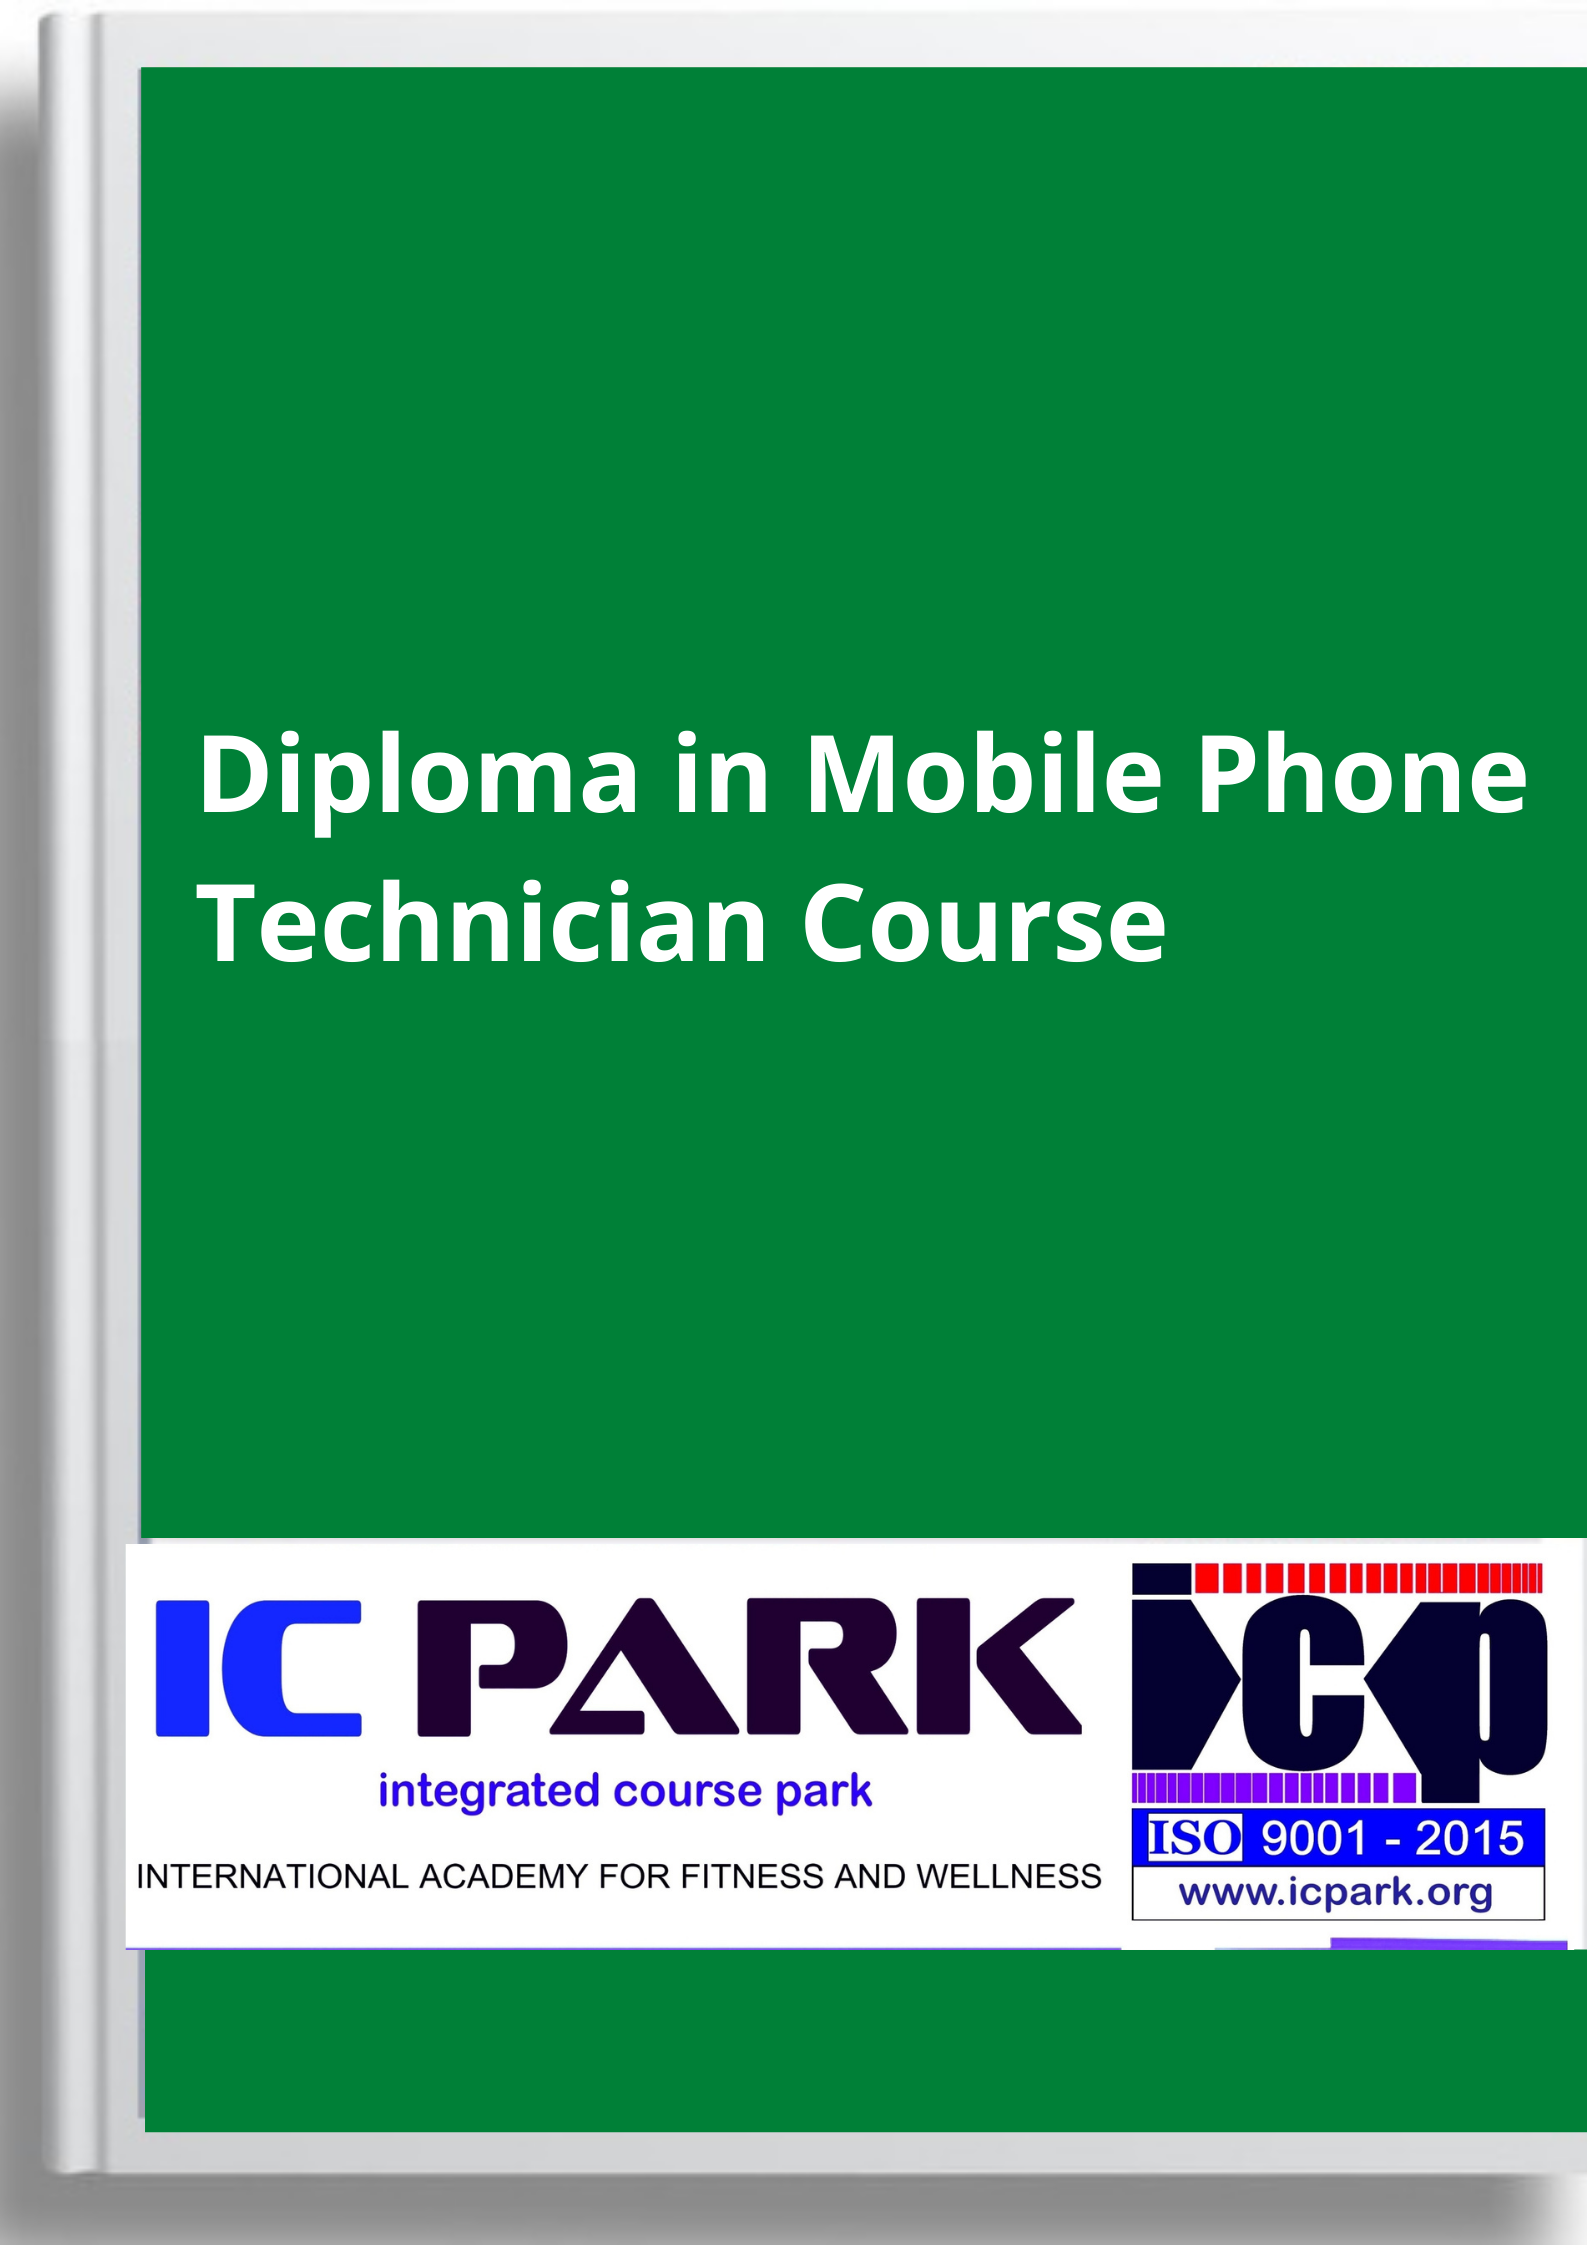 Diploma in Mobile Phone
Technician Course
IC PARK
integrated course park
INTERNATIONAL ACADEMY FOR FITNESS AND WELLNESS
icp
ISO 9001 - 2015
www.icpark.org